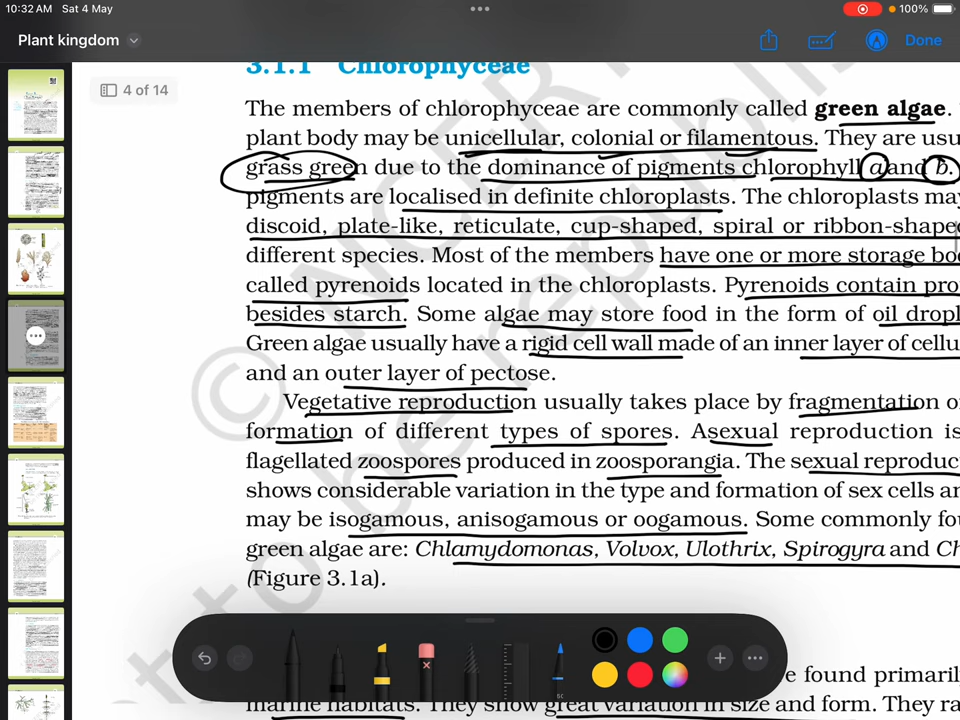 10:32 AM Sat 4 May
100%
Plant kingdom
Done
4 of 14
3.1.1 Chlorophyceae
The members of chlorophyceae are commonly called green algae.
plant body may be unicellular, colonial or filamentous. They are usu
grass green due to the dominance of pigments chlorophyll a and b.
pigments are localised in definite chloroplasts. The chloroplasts may
discoid, plate-like, reticulate, cup-shaped, spiral or ribbon-shaped
different species. Most of the members have one or more storage bo
called pyrenoids located in the chloroplasts. Pyrenoids contain pro
besides starch. Some algae may store food in the form of oil dropl
Green algae usually have a rigid cell wall made of an inner layer of cellu
and an outer layer of pectose.
Vegetative reproduction usually takes place by fragmentation o
formation of different types of spores. Asexual reproduction is
flagellated zoospores produced in zoosporangia. The sexual reproduct
shows considerable variation in the type and formation of sex cells an
may be isogamous, anisogamous or oogamous. Some commonly fou
green algae are: Chlamydomonas, Volvox, Ulothrix, Spirogyra and Ch
(Figure 3.1a).
e found primaril
marine habitats. They show great variation in size and form. They ra
© NCERT
to be republis